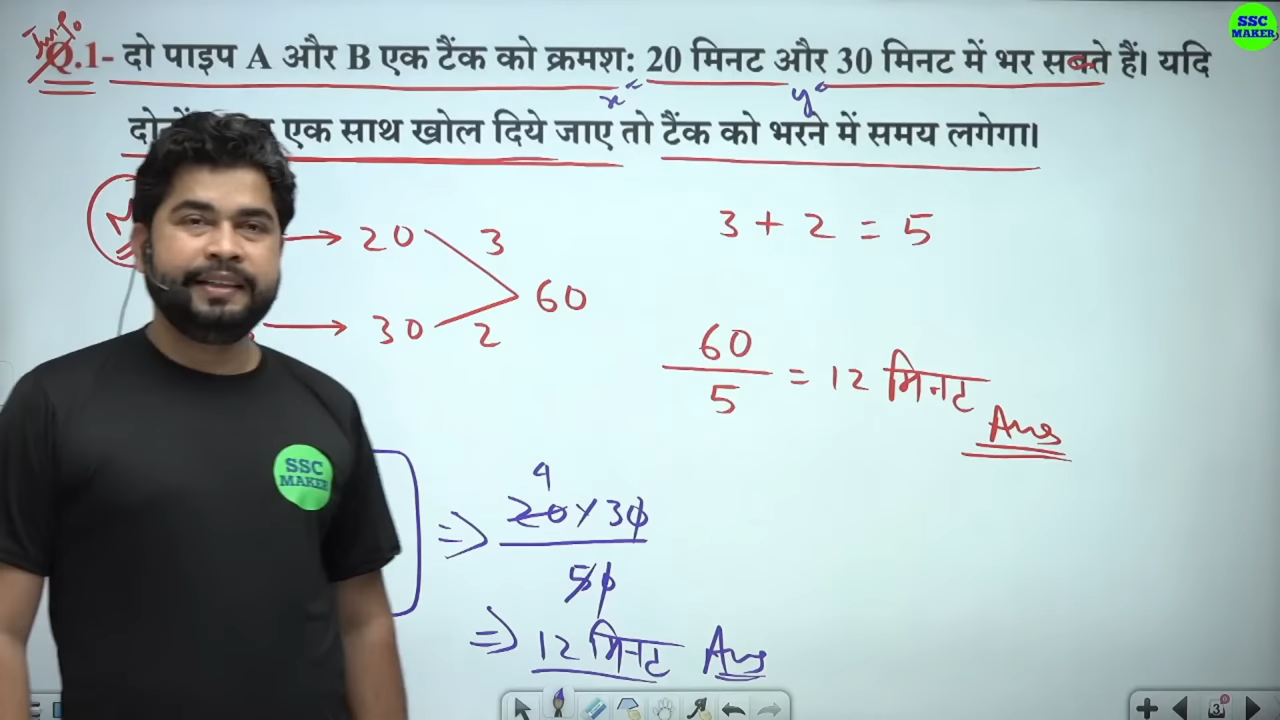 SSC MAKER
Imp.
Q.1- दो पाइप A और B एक टैंक को क्रमश: 20 मिनट और 30 मिनट में भर सकते हैं। यदि
x y
एक साथ खोल दिये जाए तो टैंक को भरने में समय लगेगा।
20 3 3 + 2 = 5
60
30 2
60/5 = 12 मिनट Ans
SSC MAKER
4
⇒ 20 × 30
50
⇒ 12 मिनट Ans
3